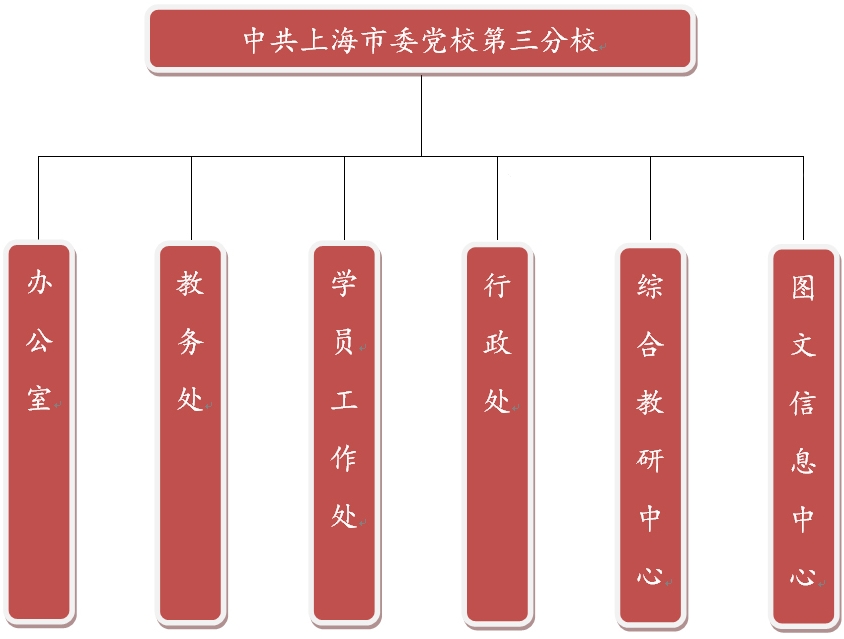 中共上海市委党校第三分校
办公室
教务处
学员工作处
行政处
综合教研中心
图文信息中心